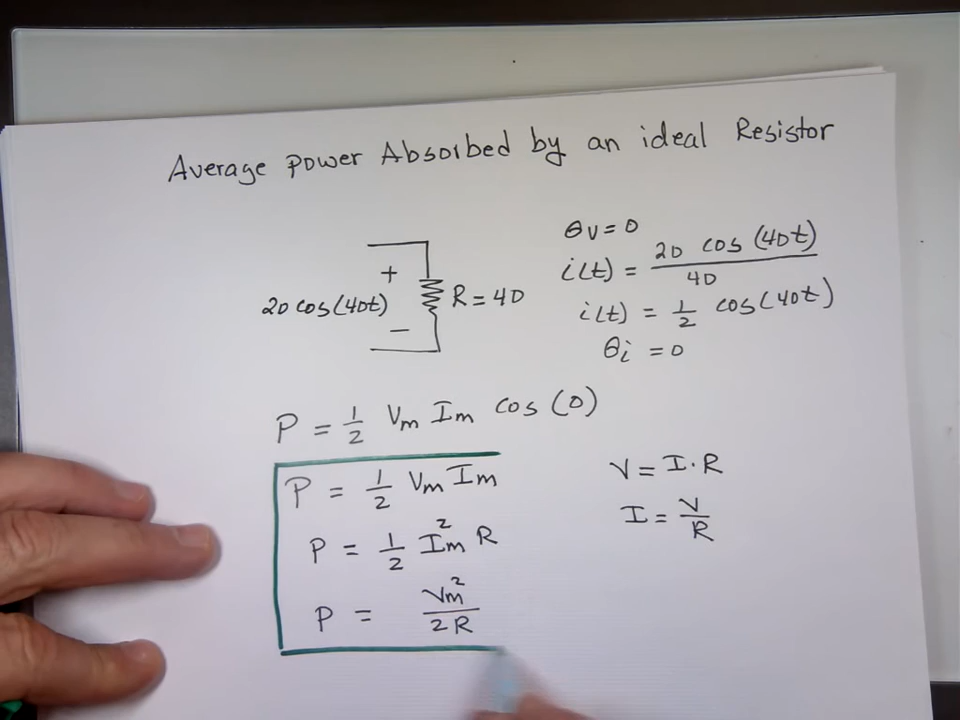 Average power Absorbed by an ideal Resistor
+
20 cos(40t)
R = 40
−
θv = 0
i(t) = 20 cos (40t) / 40
i(t) = 1/2 cos(40t)
θi = 0
P = 1/2 Vm Im cos (0)
P = 1/2 Vm Im
P = 1/2 Im² R
P = Vm² / 2R
V = I · R
I = V / R